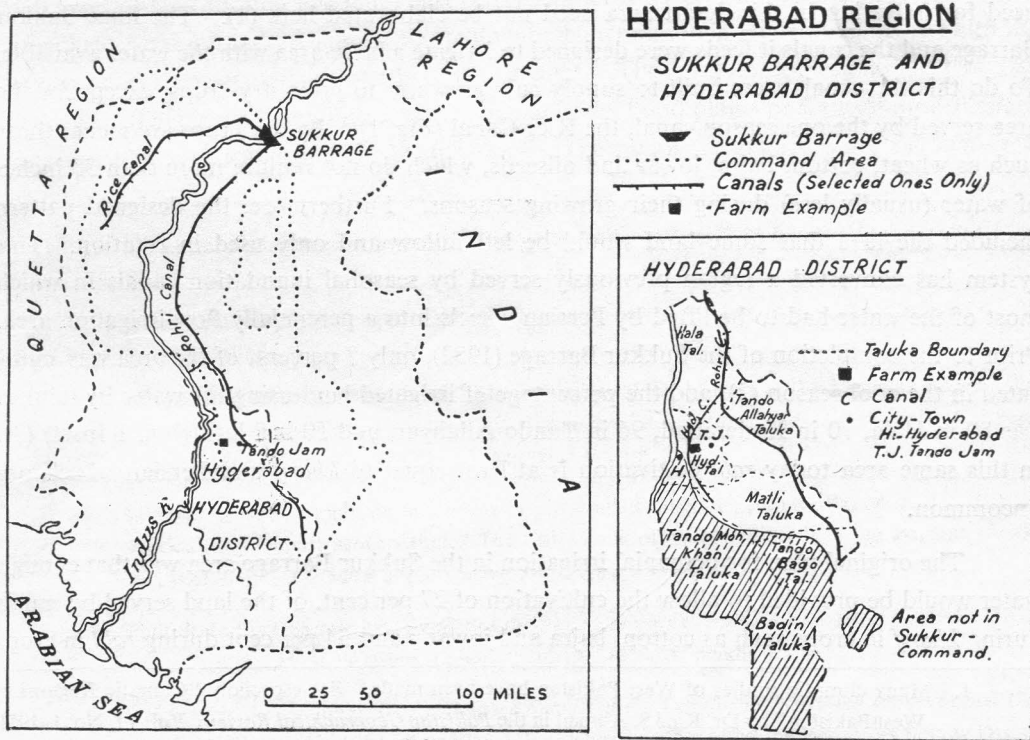 LAHORE
REGION
QUETTA REGION
SUKKUR
BARRAGE
Rice Canal
Rohri Canal
I N D I A
Tando Jam
Hyderabad
HYDERABAD
DISTRICT
Indus R.
ARABIAN SEA
0 25 50 100 MILES
HYDERABAD REGION
SUKKUR BARRAGE AND
HYDERABAD DISTRICT
Sukkur Barrage
Command Area
Canals (Selected Ones Only)
Farm Example
HYDERABAD DISTRICT
Hala
Tal.
Rohri
Tando
Allahyar
Taluka
T.J.
H.
Hyd.
Tal.
Matli
Taluka
Tando Moh.
Khan
Taluka
Tando
Bago
Tal.
Badin
Taluka
Taluka Boundary
Farm Example
C Canal
City-Town
H. Hyderabad
T.J. Tando Jam
Area not in
Sukkur
Command.